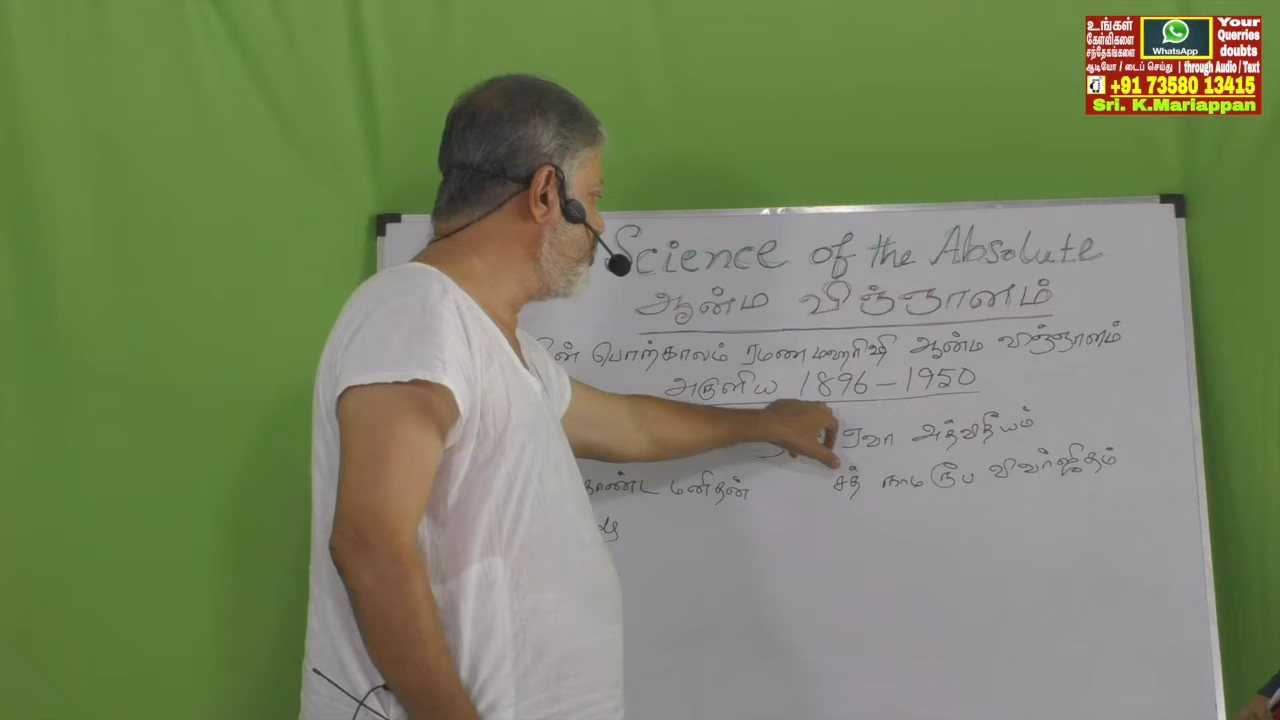 உங்கள்
கேள்விகளை
சந்தேகங்களை
ஆடியோ / டைப் செய்து
WhatsApp
Your
Querries
doubts
through Audio / Text
+91 73580 13415
Sri. K.Mariappan
Science of the Absolute
ஆன்ம விஞ்ஞானம்
பொற்காலம் ரமண மஹரிஷி ஆன்ம விஞ்ஞானம்
அருளிய 1896-1950
ஏவா அத்விதீயம்
மனிதன்
சத் நாம ரூப விவர்ஜிதம்